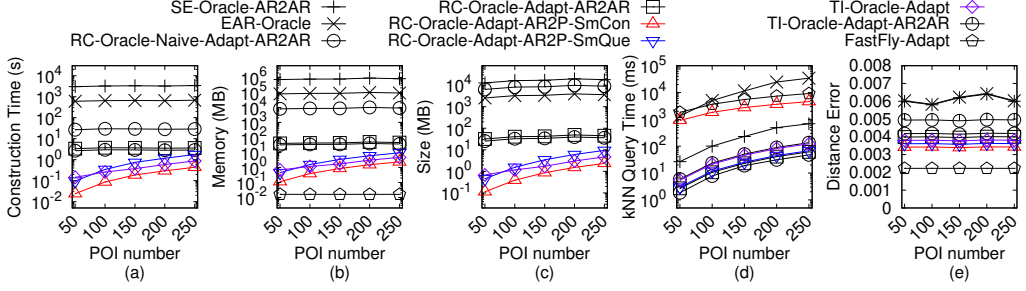 SE-Oracle-AR2AR
EAR-Oracle
RC-Oracle-Naive-Adapt-AR2AR
RC-Oracle-Adapt-AR2AR
RC-Oracle-Adapt-AR2P-SmCon
RC-Oracle-Adapt-AR2P-SmQue
TI-Oracle-Adapt
TI-Oracle-Adapt-AR2AR
FastFly-Adapt
Construction Time (s)
10^4
10^3
10^2
10^1
10^0
10^-1
10^-2
50 100 150 200 250
POI number
(a)
Memory (MB)
10^6
10^5
10^4
10^3
10^2
10^1
10^0
10^-1
10^-2
50 100 150 200 250
POI number
(b)
Size (MB)
10^4
10^3
10^2
10^1
10^0
10^-1
50 100 150 200 250
POI number
(c)
kNN Query Time (ms)
10^5
10^4
10^3
10^2
10^1
10^0
50 100 150 200 250
POI number
(d)
Distance Error
0.008
0.007
0.006
0.005
0.004
0.003
0.002
0.001
0
50 100 150 200 250
POI number
(e)